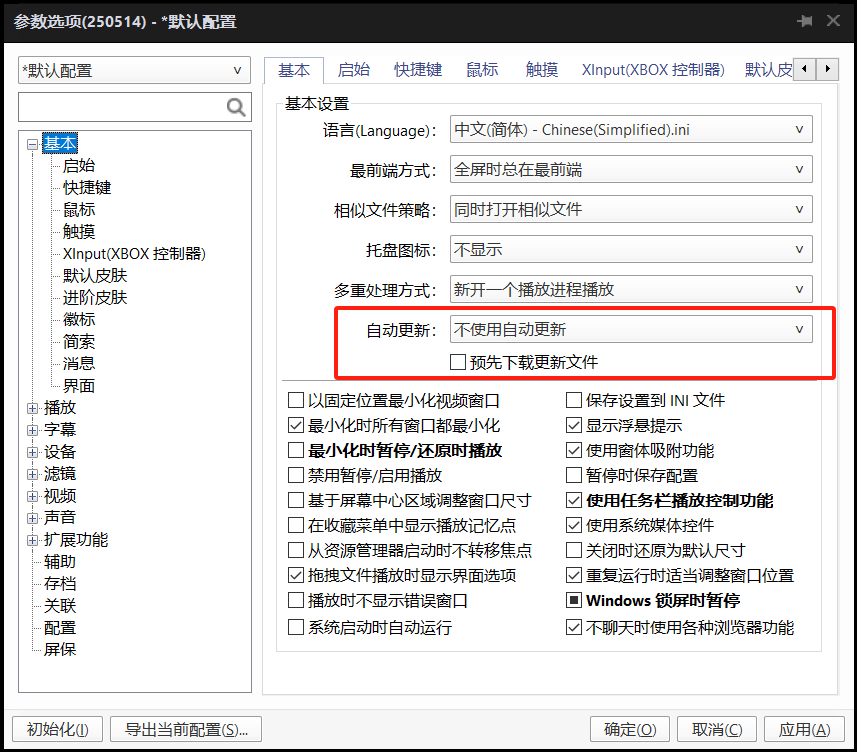 参数选项(250514) - *默认配置
*默认配置
基本
启始
快捷键
鼠标
触摸
XInput(XBOX 控制器)
默认皮肤
进阶皮肤
徽标
简索
消息
界面
播放
字幕
设备
滤镜
视频
声音
扩展功能
辅助
存档
关联
配置
屏保
基本 启始 快捷键 鼠标 触摸 XInput(XBOX 控制器) 默认皮
基本设置
语言(Language)： 中文(简体) - Chinese(Simplified).ini
最前端方式： 全屏时总在最前端
相似文件策略： 同时打开相似文件
托盘图标： 不显示
多重处理方式： 新开一个播放进程播放
自动更新： 不使用自动更新
预先下载更新文件
以固定位置最小化视频窗口
最小化时所有窗口都最小化
最小化时暂停/还原时播放
禁用暂停/启用播放
基于屏幕中心区域调整窗口尺寸
在收藏菜单中显示播放记忆点
从资源管理器启动时不转移焦点
拖拽文件播放时显示界面选项
播放时不显示错误窗口
系统启动时自动运行
保存设置到 INI 文件
显示浮悬提示
使用窗体吸附功能
暂停时保存配置
使用任务栏播放控制功能
使用系统媒体控件
关闭时还原为默认尺寸
重复运行时适当调整窗口位置
Windows 锁屏时暂停
不聊天时使用各种浏览器功能
初始化(I) 导出当前配置(S)... 确定(O) 取消(C) 应用(A)